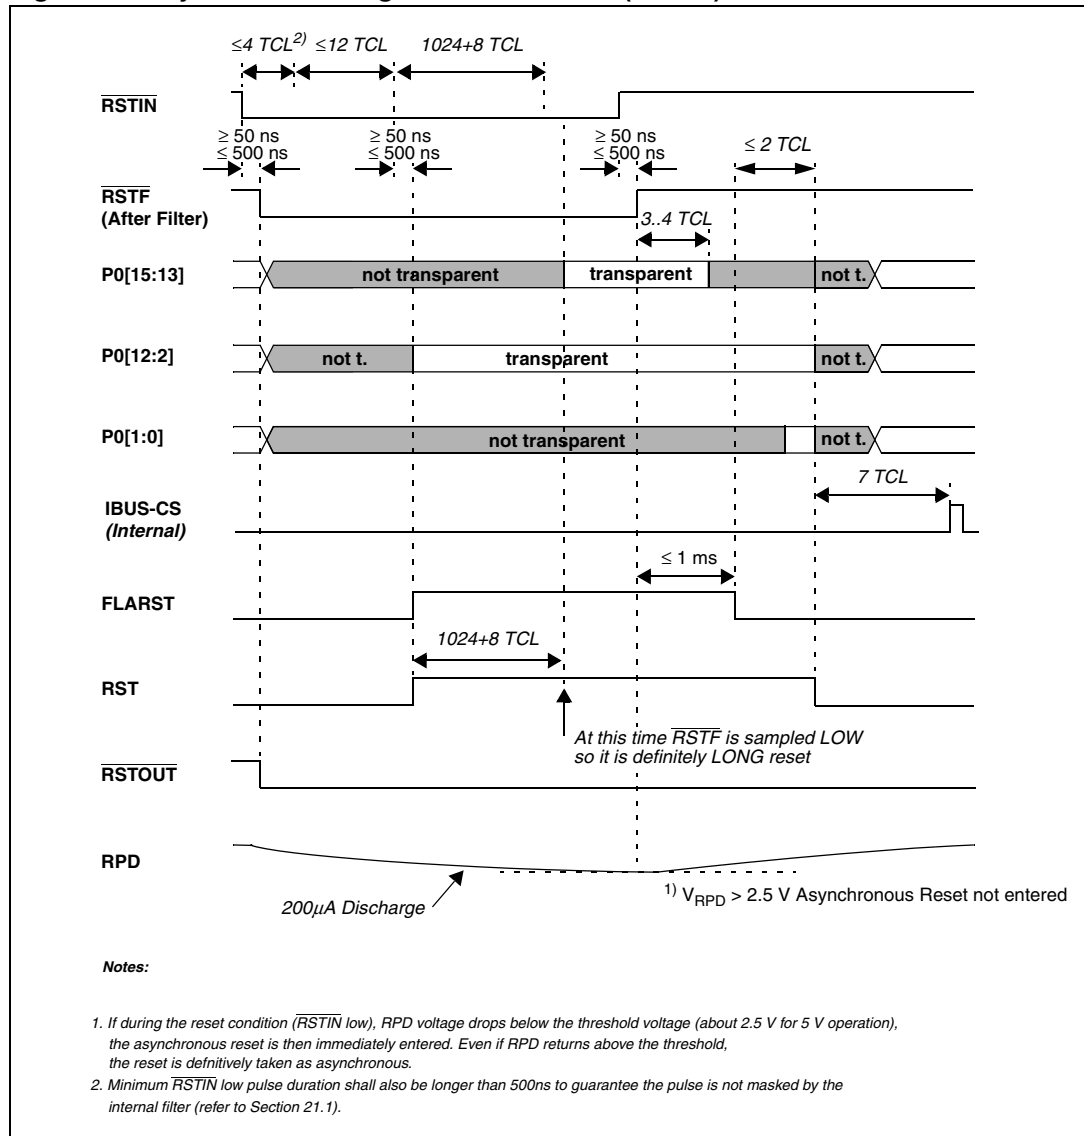 ≤4 TCL2) ≤12 TCL 1024+8 TCL
RSTIN
≥ 50 ns ≥ 50 ns ≥ 50 ns
≤ 500 ns ≤ 500 ns ≤ 500 ns ≤ 2 TCL
RSTF
(After Filter)
3..4 TCL
P0[15:13] not transparent transparent not t.
P0[12:2] not t. transparent not t.
P0[1:0] not transparent not t.
7 TCL
IBUS-CS
(Internal)
≤ 1 ms
FLARST
1024+8 TCL
RST
At this time RSTF is sampled LOW
so it is definitely LONG reset
RSTOUT
RPD
200µA Discharge
1) VRPD > 2.5 V Asynchronous Reset not entered
Notes:
1. If during the reset condition (RSTIN low), RPD voltage drops below the threshold voltage (about 2.5 V for 5 V operation),
the asynchronous reset is then immediately entered. Even if RPD returns above the threshold,
the reset is defnitively taken as asynchronous.
2. Minimum RSTIN low pulse duration shall also be longer than 500ns to guarantee the pulse is not masked by the
internal filter (refer to Section 21.1).